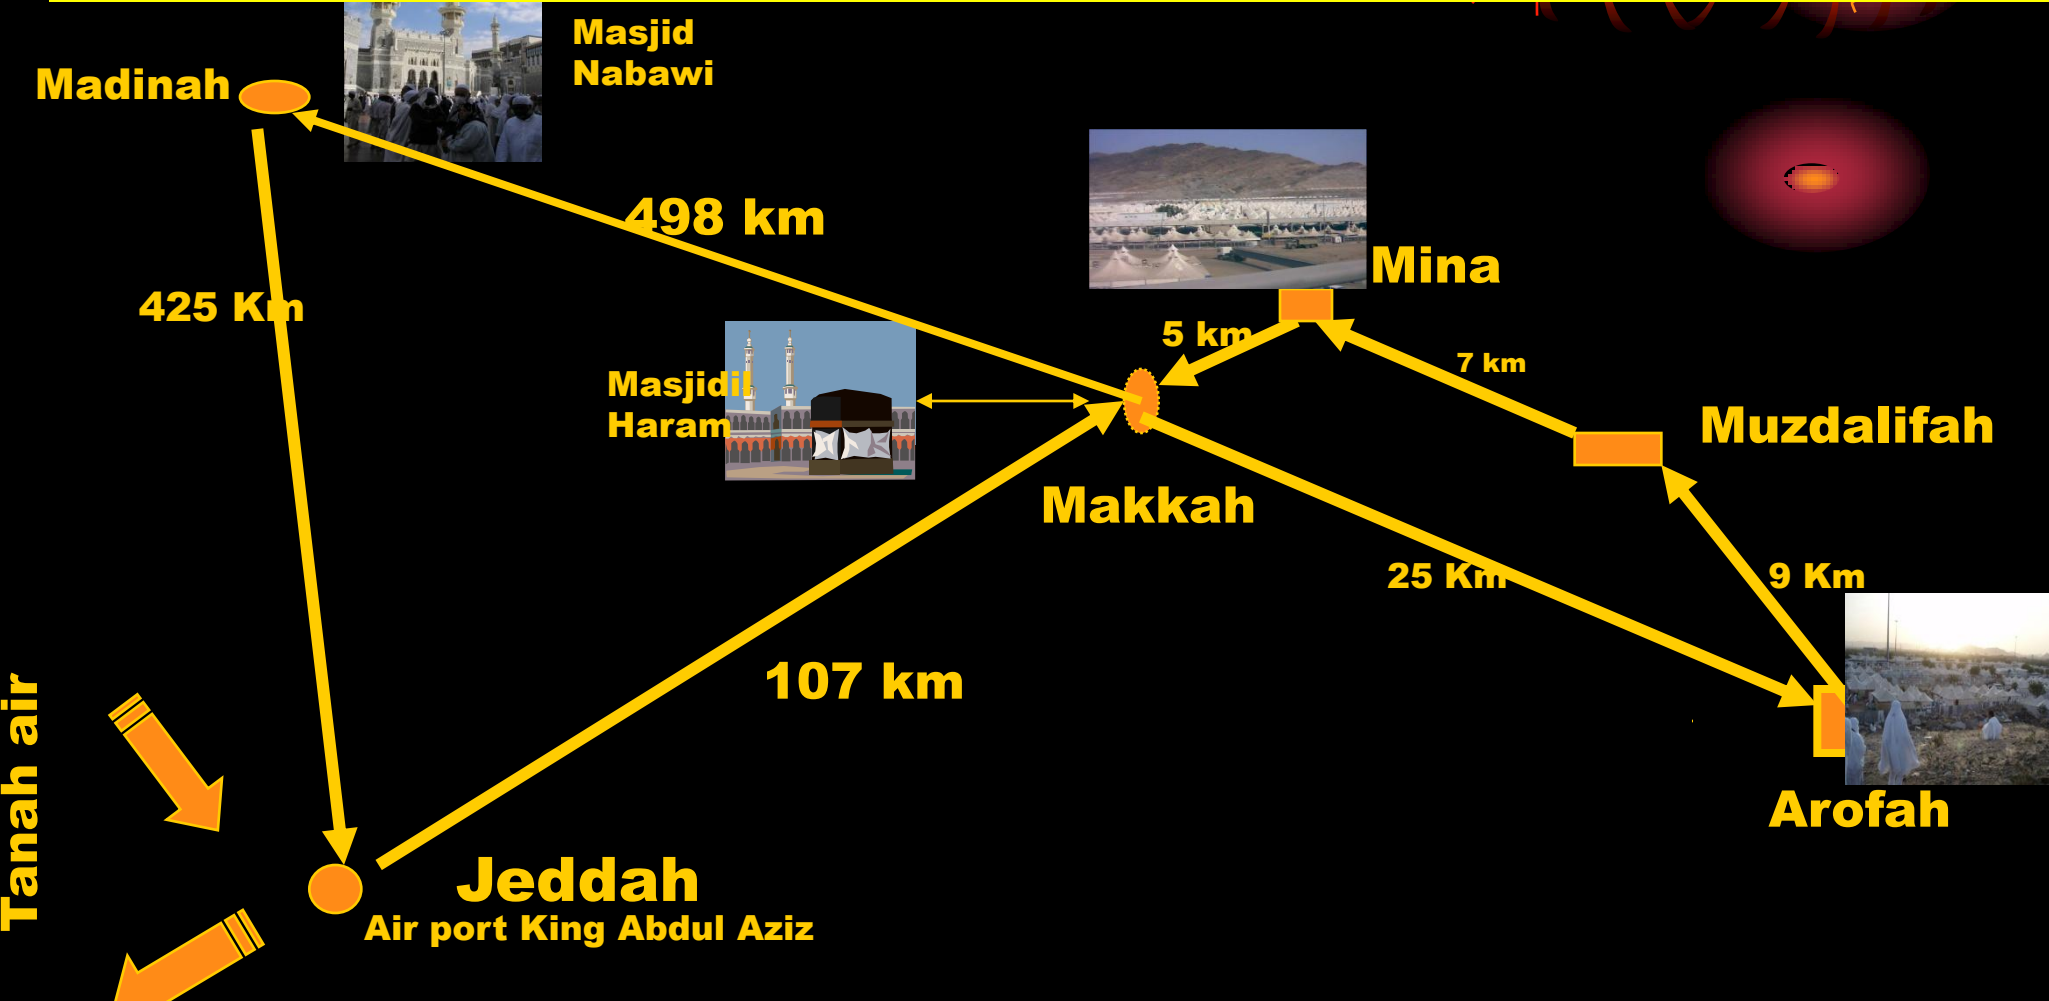 Masjid
Nabawi
Madinah
498 km
Mina
425 Km
5 km
7 km
Masjidil
Haram
Muzdalifah
Makkah
25 Km
9 Km
107 km
Tanah air
Arofah
Jeddah
Air port King Abdul Aziz